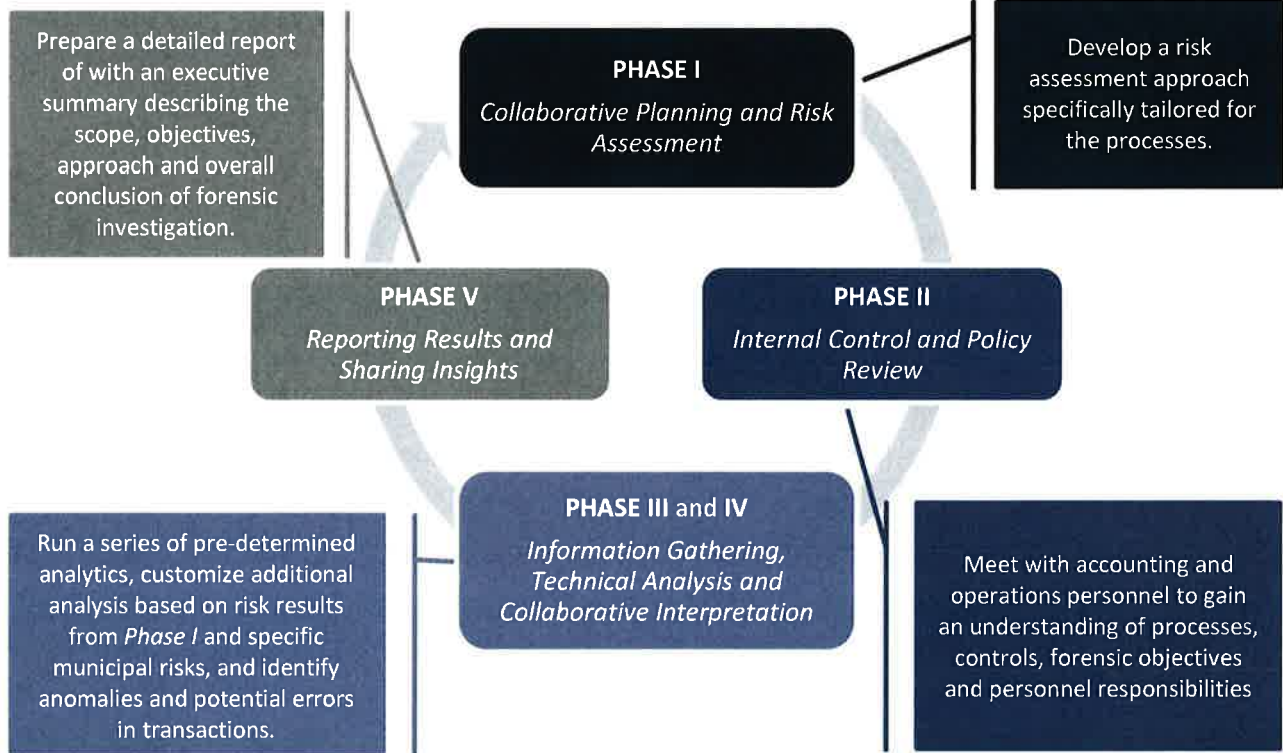 PHASE I
Collaborative Planning and Risk
Assessment
Develop a risk
assessment approach
specifically tailored for
the processes.
PHASE II
Internal Control and Policy
Review
Meet with accounting and
operations personnel to gain
an understanding of processes,
controls, forensic objectives
and personnel responsibilities
PHASE III and IV
Information Gathering,
Technical Analysis and
Collaborative Interpretation
Run a series of pre-determined
analytics, customize additional
analysis based on risk results
from Phase I and specific
municipal risks, and identify
anomalies and potential errors
in transactions.
PHASE V
Reporting Results and
Sharing Insights
Prepare a detailed report
of with an executive
summary describing the
scope, objectives,
approach and overall
conclusion of forensic
investigation.